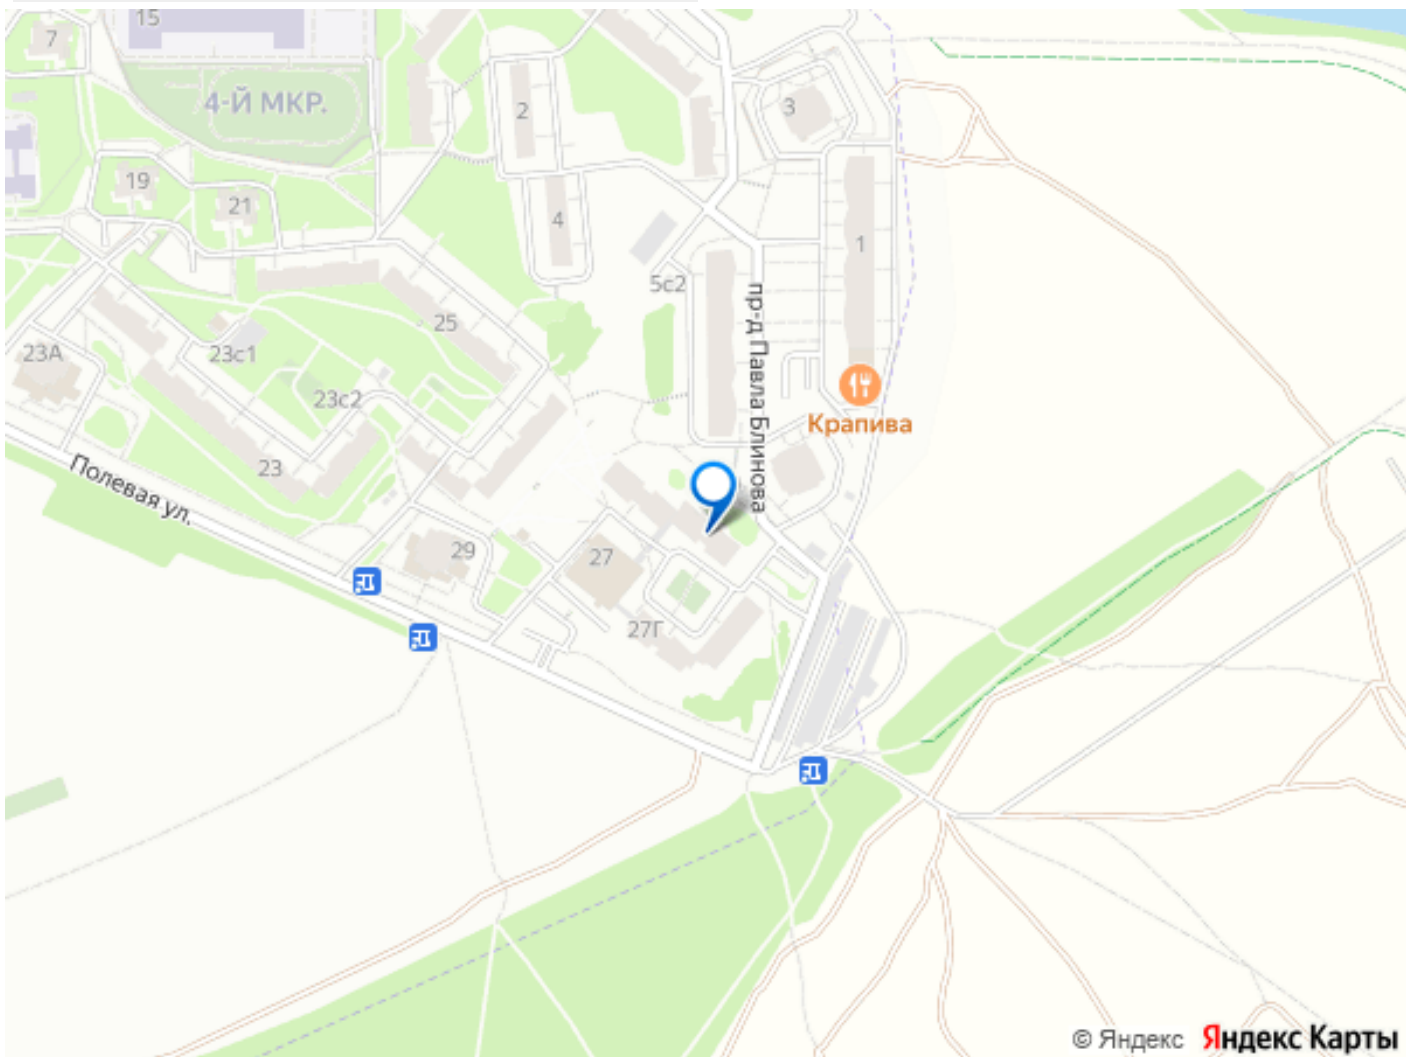 15
7
4-Й МКР.
2
3
19
21
4
1
5с2
пр-д Павла Блинова
25
23А
23с1
23с2
Крапива
23
Полевая ул.
29
27
27Г
© Яндекс Яндекс Карты